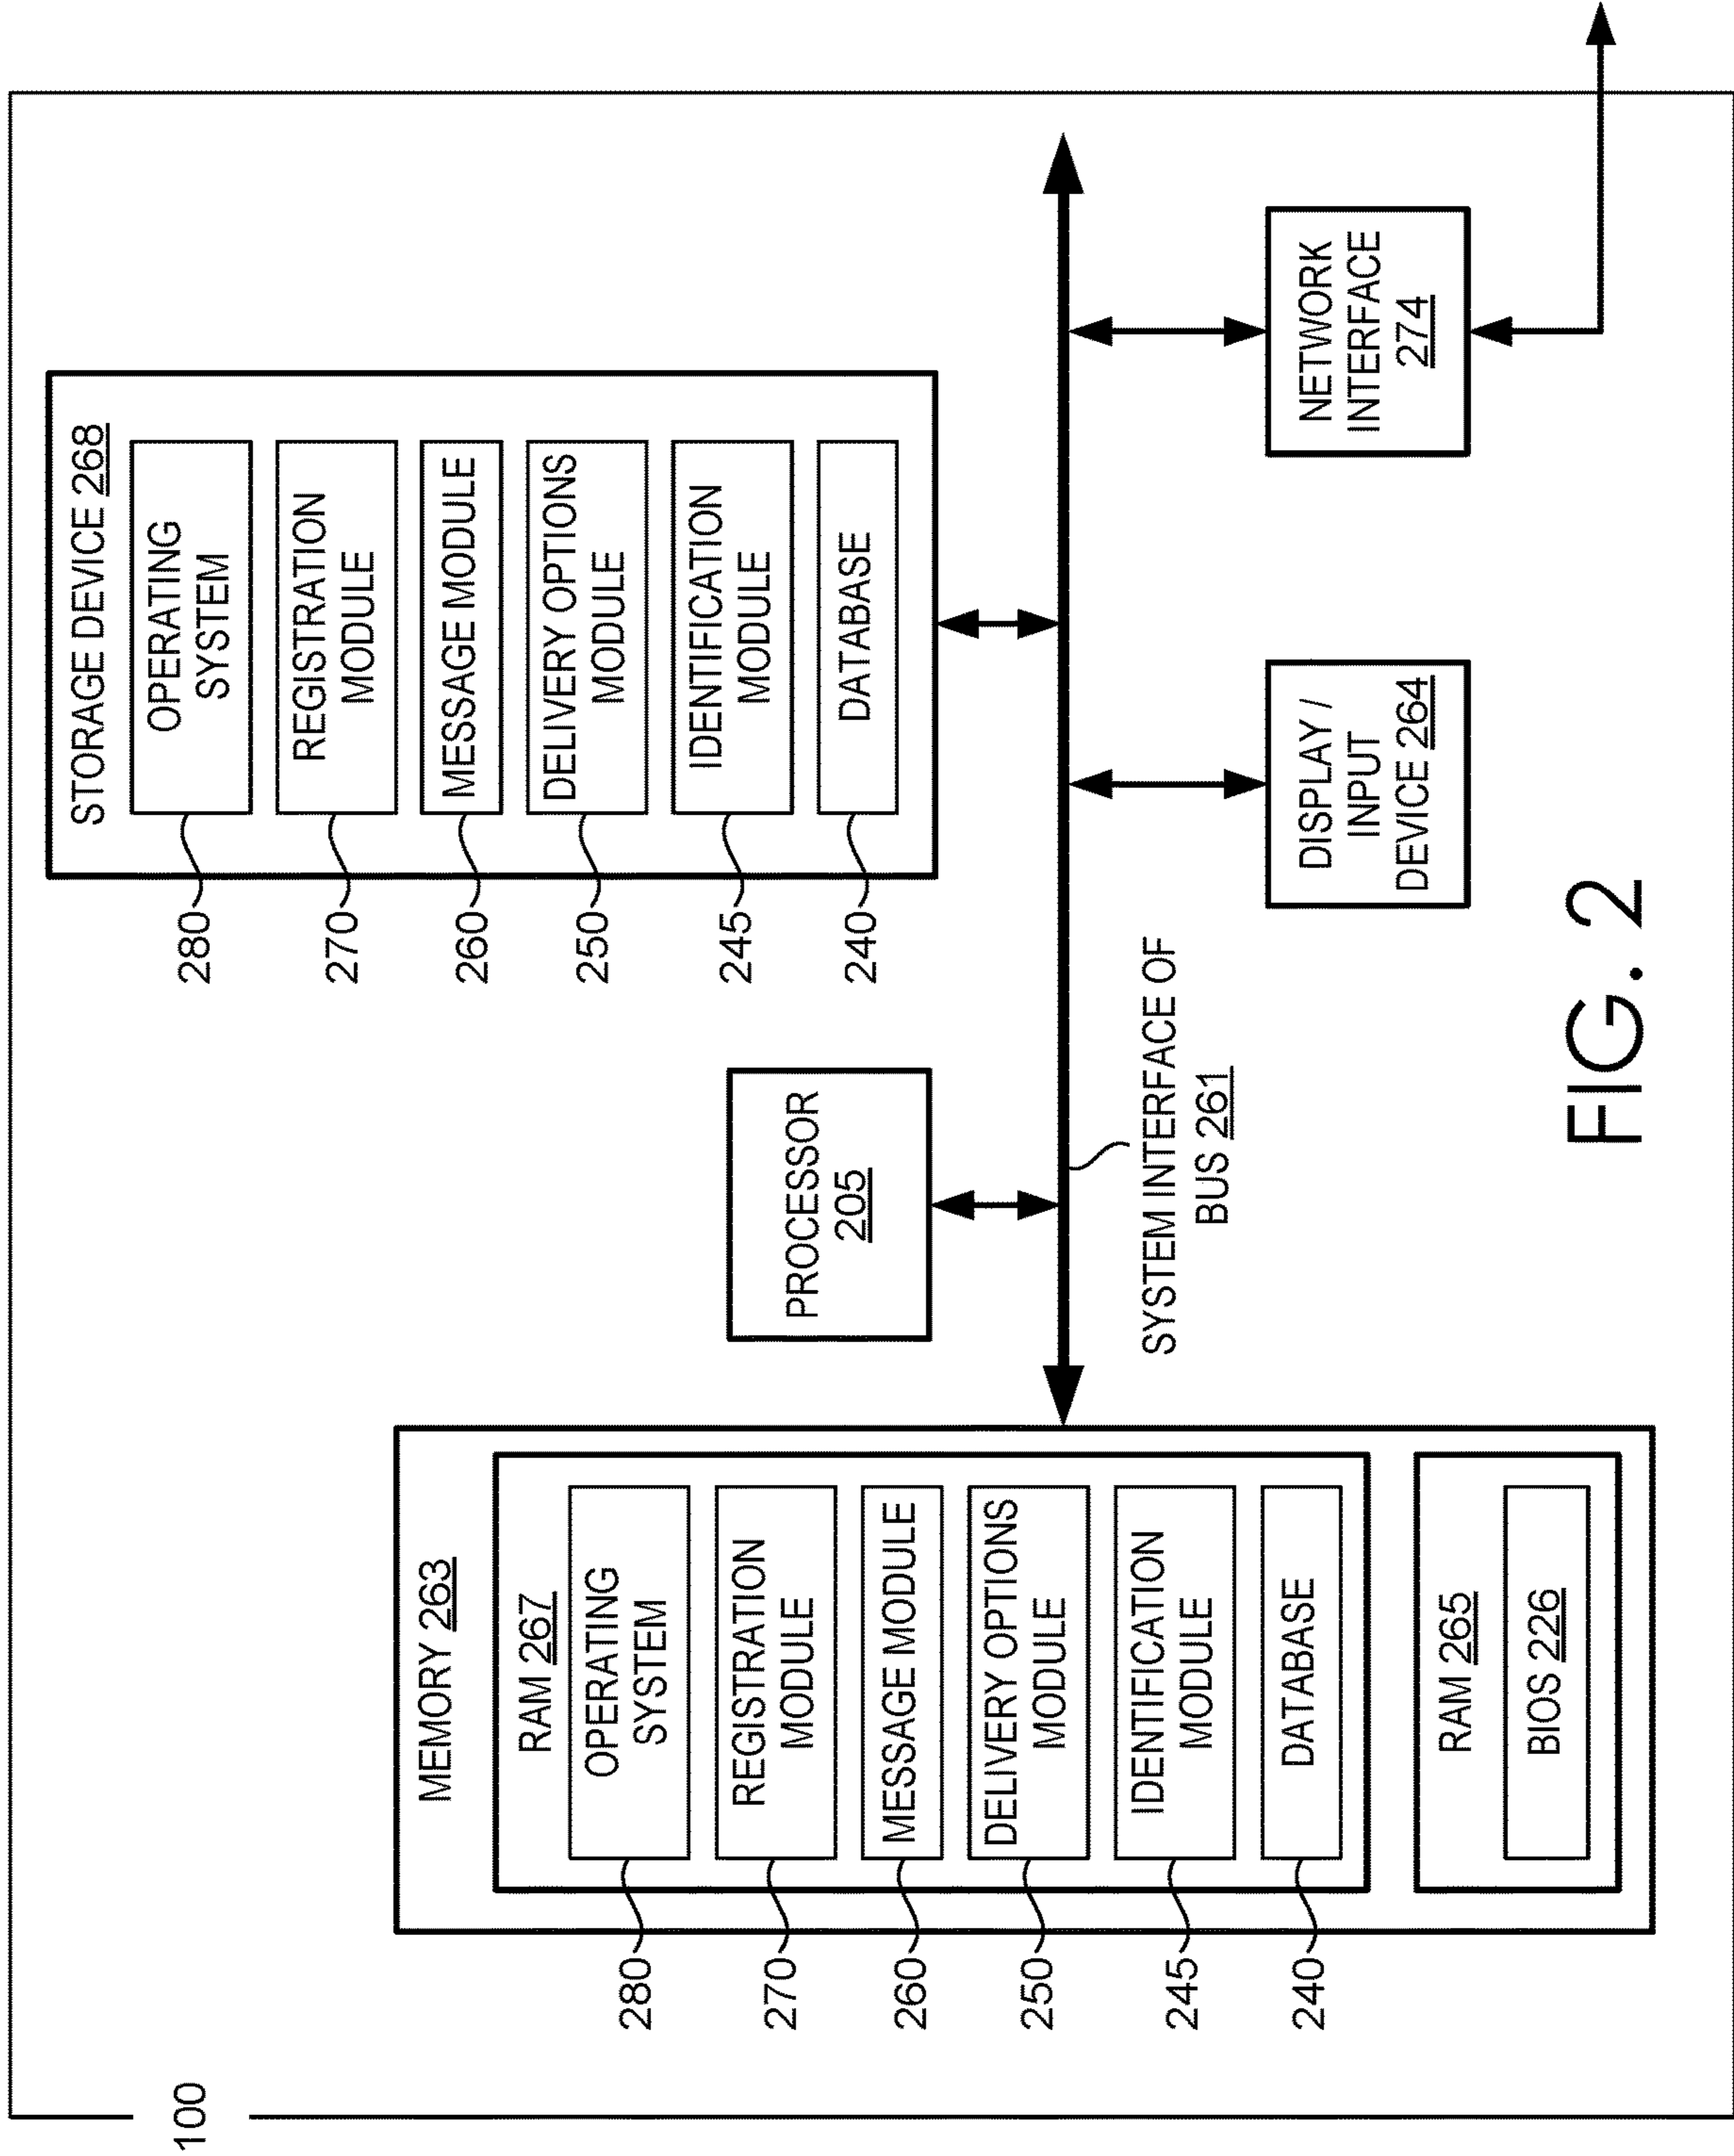 100
MEMORY 263
RAM 267
280
OPERATING
SYSTEM
270
REGISTRATION
MODULE
260
MESSAGE MODULE
250
DELIVERY OPTIONS
MODULE
245
IDENTIFICATION
MODULE
240
DATABASE
RAM 265
BIOS 226
PROCESSOR
205
SYSTEM INTERFACE OF
BUS 261
STORAGE DEVICE 268
280
OPERATING
SYSTEM
270
REGISTRATION
MODULE
260
MESSAGE MODULE
250
DELIVERY OPTIONS
MODULE
245
IDENTIFICATION
MODULE
240
DATABASE
DISPLAY /
INPUT
DEVICE 264
NETWORK
INTERFACE
274
FIG. 2